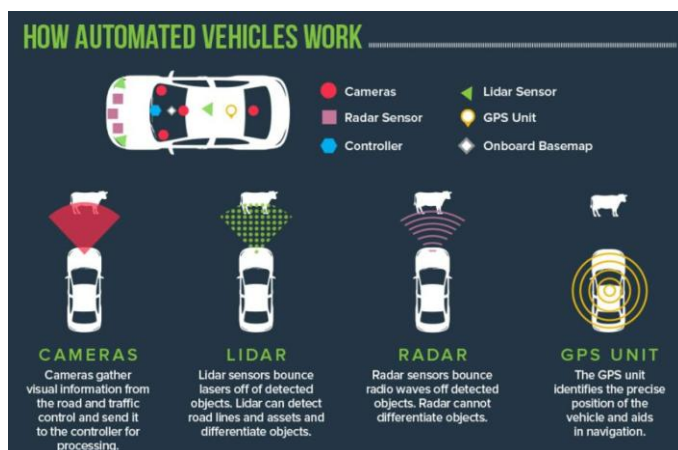 HOW AUTOMATED VEHICLES WORK
Cameras
Lidar Sensor
Radar Sensor
GPS Unit
Controller
Onboard Basemap
CAMERAS
Cameras gather
visual information from
the road and traffic
control and send it
to the controller for
processing.
LIDAR
Lidar sensors bounce
lasers off of detected
objects. Lidar can detect
road lines and assets and
differentiate objects.
RADAR
Radar sensors bounce
radio waves off detected
objects. Radar cannot
differentiate objects.
GPS UNIT
The GPS unit
identifies the precise
position of the
vehicle and aids
in navigation.